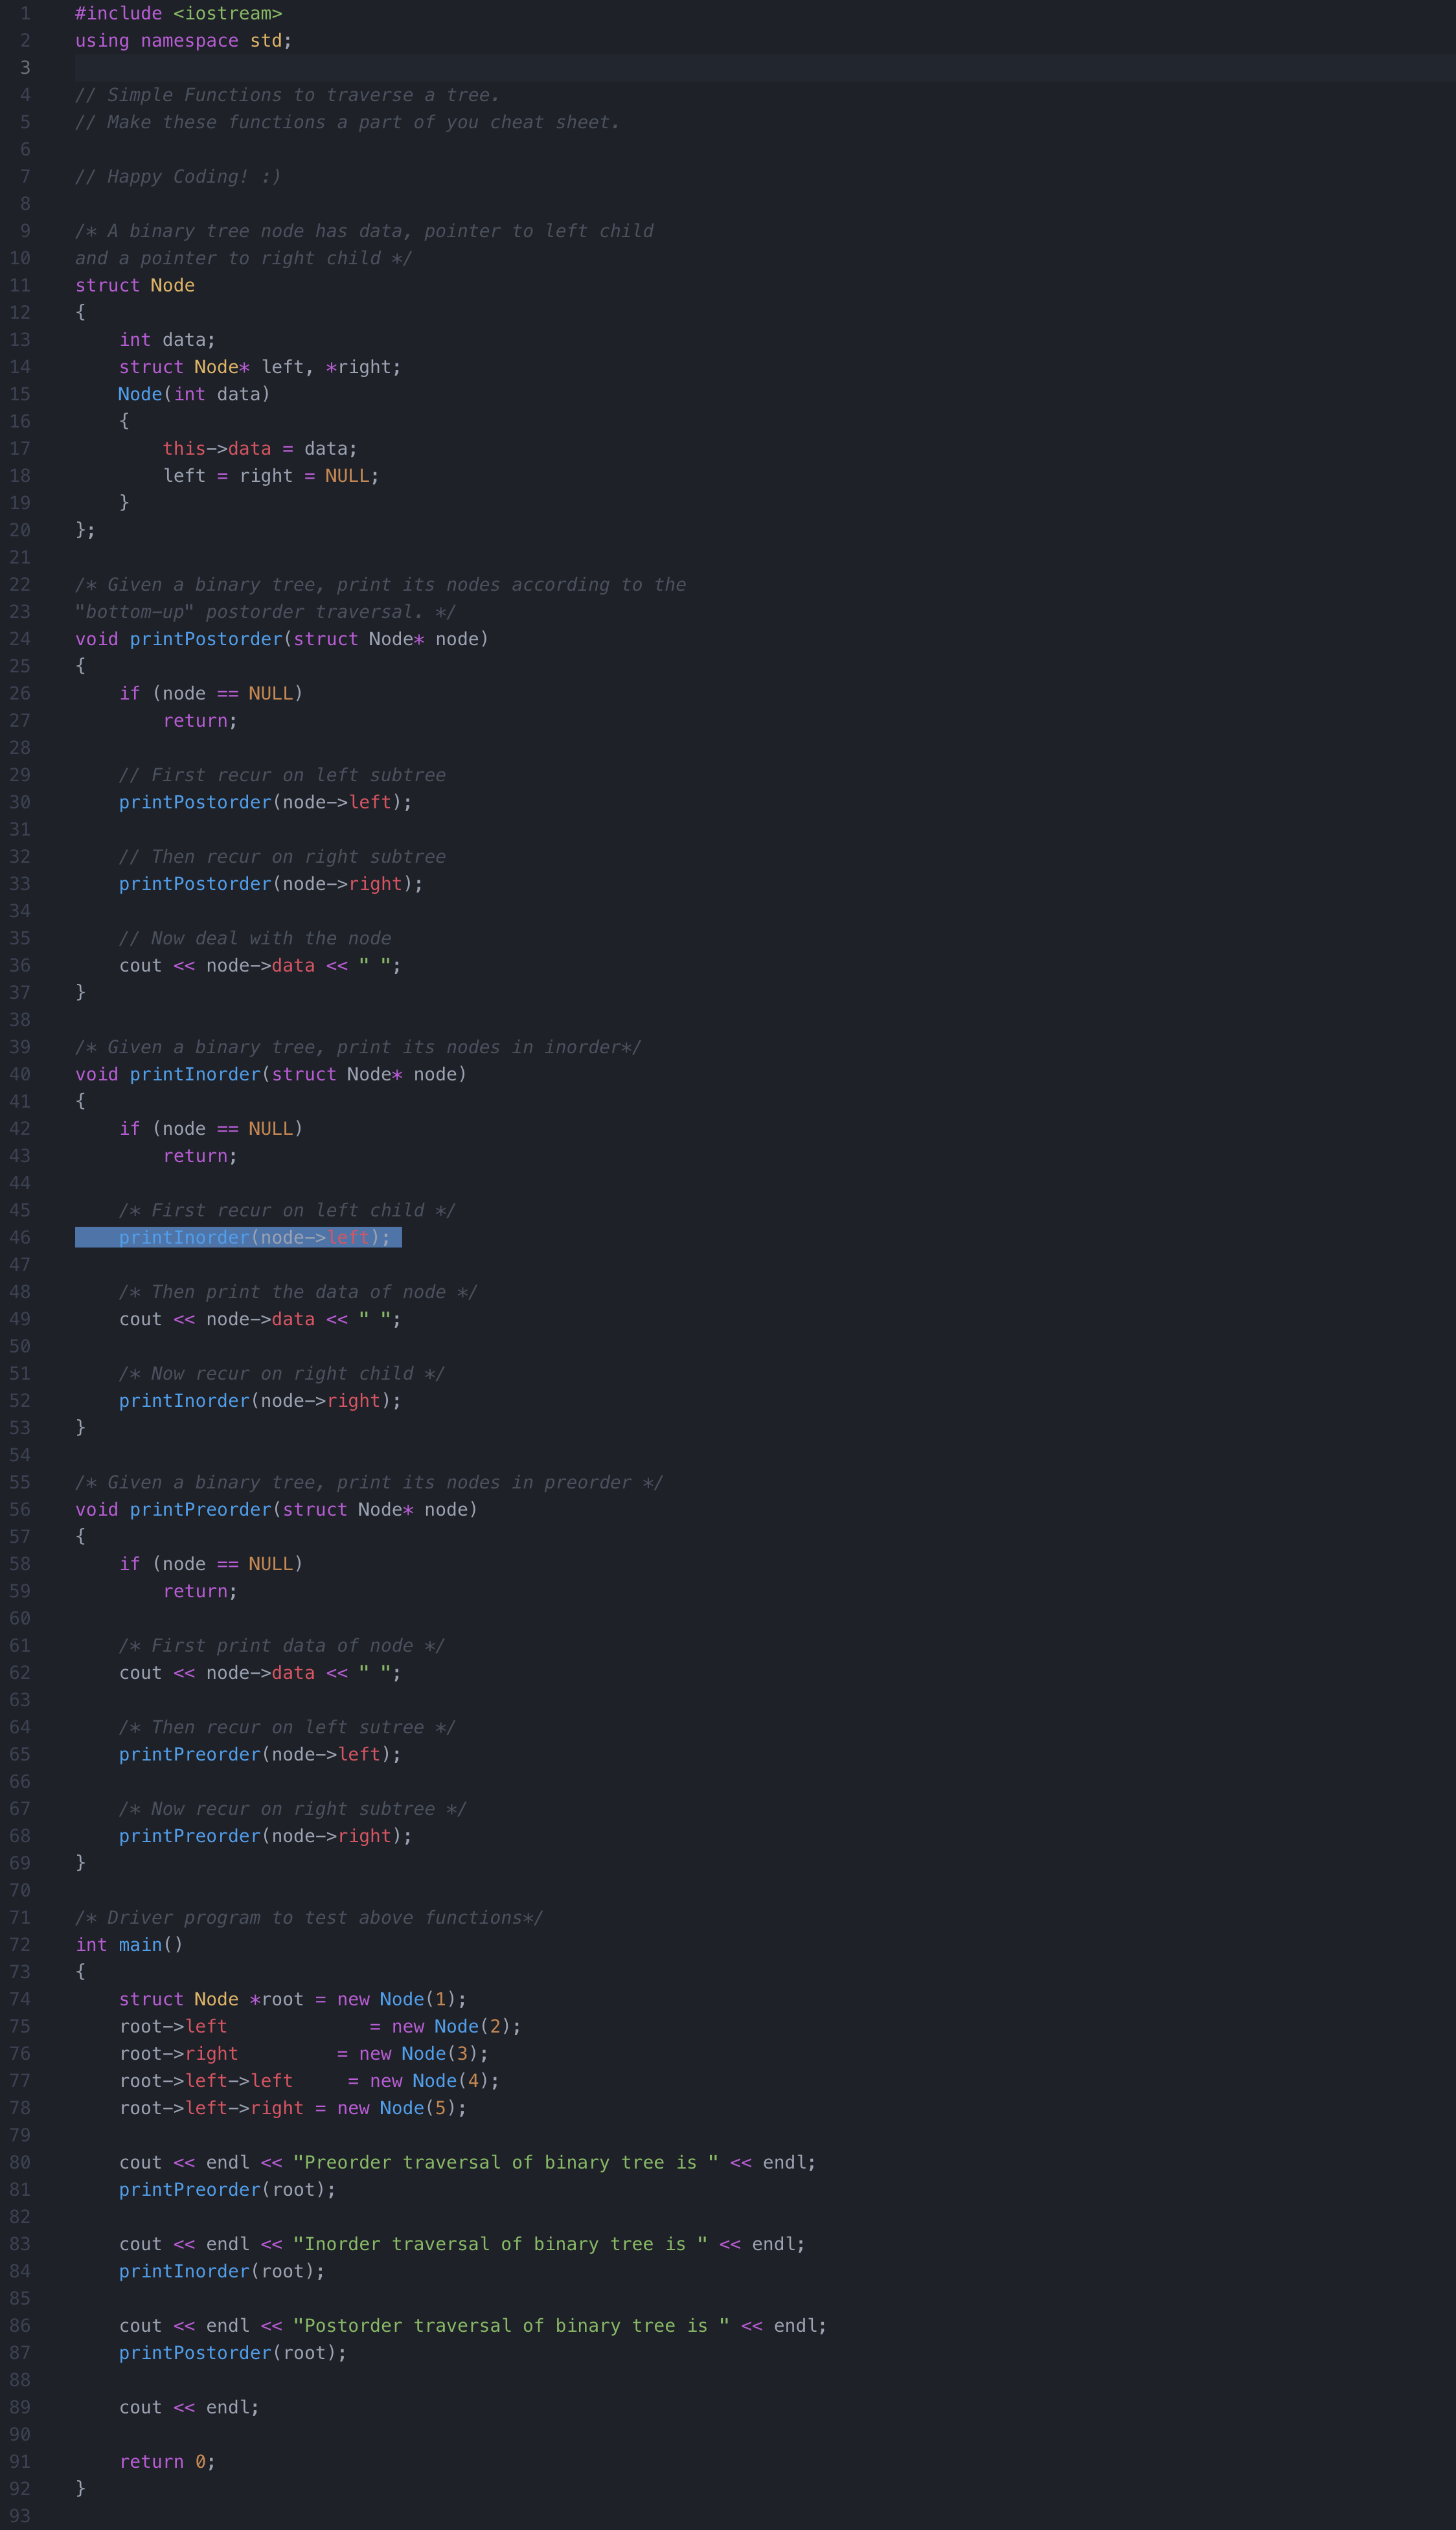 1 #include <iostream>
2 using namespace std;
3
4 // Simple Functions to traverse a tree.
5 // Make these functions a part of you cheat sheet.
6
7 // Happy Coding! :)
8
9 /* A binary tree node has data, pointer to left child
10 and a pointer to right child */
11 struct Node
12 {
13     int data;
14     struct Node* left, *right;
15     Node(int data)
16     {
17         this->data = data;
18         left = right = NULL;
19     }
20 };
21
22 /* Given a binary tree, print its nodes according to the
23 "bottom-up" postorder traversal. */
24 void printPostorder(struct Node* node)
25 {
26     if (node == NULL)
27         return;
28
29     // First recur on left subtree
30     printPostorder(node->left);
31
32     // Then recur on right subtree
33     printPostorder(node->right);
34
35     // Now deal with the node
36     cout << node->data << " ";
37 }
38
39 /* Given a binary tree, print its nodes in inorder*/
40 void printInorder(struct Node* node)
41 {
42     if (node == NULL)
43         return;
44
45     /* First recur on left child */
46     printInorder(node->left);
47
48     /* Then print the data of node */
49     cout << node->data << " ";
50
51     /* Now recur on right child */
52     printInorder(node->right);
53 }
54
55 /* Given a binary tree, print its nodes in preorder */
56 void printPreorder(struct Node* node)
57 {
58     if (node == NULL)
59         return;
60
61     /* First print data of node */
62     cout << node->data << " ";
63
64     /* Then recur on left sutree */
65     printPreorder(node->left);
66
67     /* Now recur on right subtree */
68     printPreorder(node->right);
69 }
70
71 /* Driver program to test above functions*/
72 int main()
73 {
74     struct Node *root = new Node(1);
75     root->left             = new Node(2);
76     root->right         = new Node(3);
77     root->left->left     = new Node(4);
78     root->left->right = new Node(5);
79
80     cout << endl << "Preorder traversal of binary tree is " << endl;
81     printPreorder(root);
82
83     cout << endl << "Inorder traversal of binary tree is " << endl;
84     printInorder(root);
85
86     cout << endl << "Postorder traversal of binary tree is " << endl;
87     printPostorder(root);
88
89     cout << endl;
90
91     return 0;
92 }
93